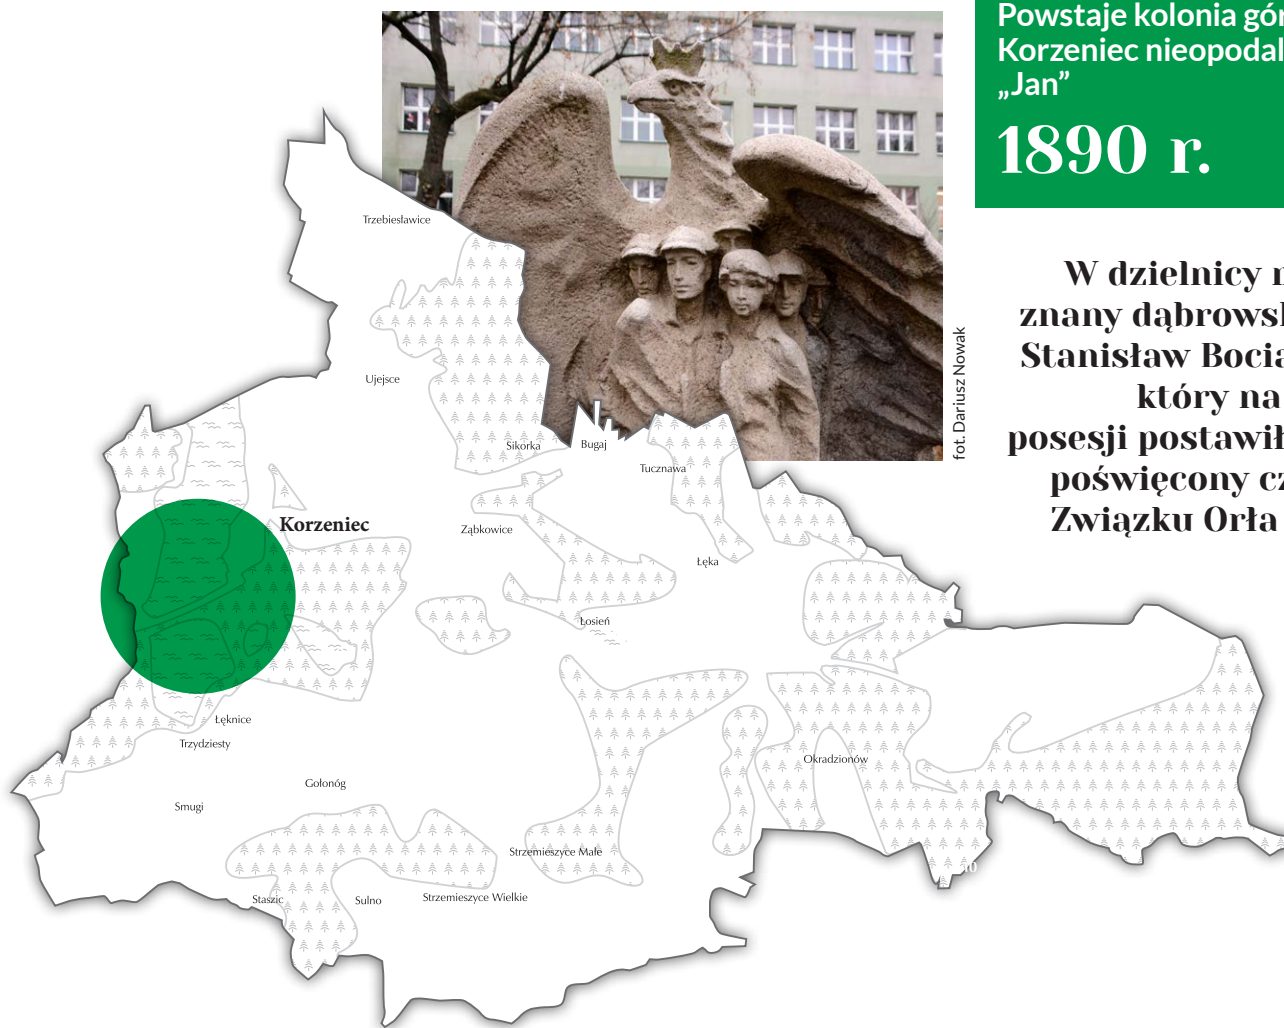 Powstaje kolonia gór
Korzeniec nieopodal
„Jan”
1890 r.
W dzielnicy
znany dąbrowsk
Stanisław Bocia
który na
posesji postawił
poświęcony cz
Związku Orła
fot. Dariusz Nowak
Trzebiesławice
Ujejsce
Sikorka
Bugaj
Tucznawa
Korzeniec
Ząbkowice
Łęka
Łosień
Łęknice
Trzydziesty
Okradzionów
Gołonóg
Smugi
Strzemieszyce Małe
Staszic
Sulno
Strzemieszyce Wielkie